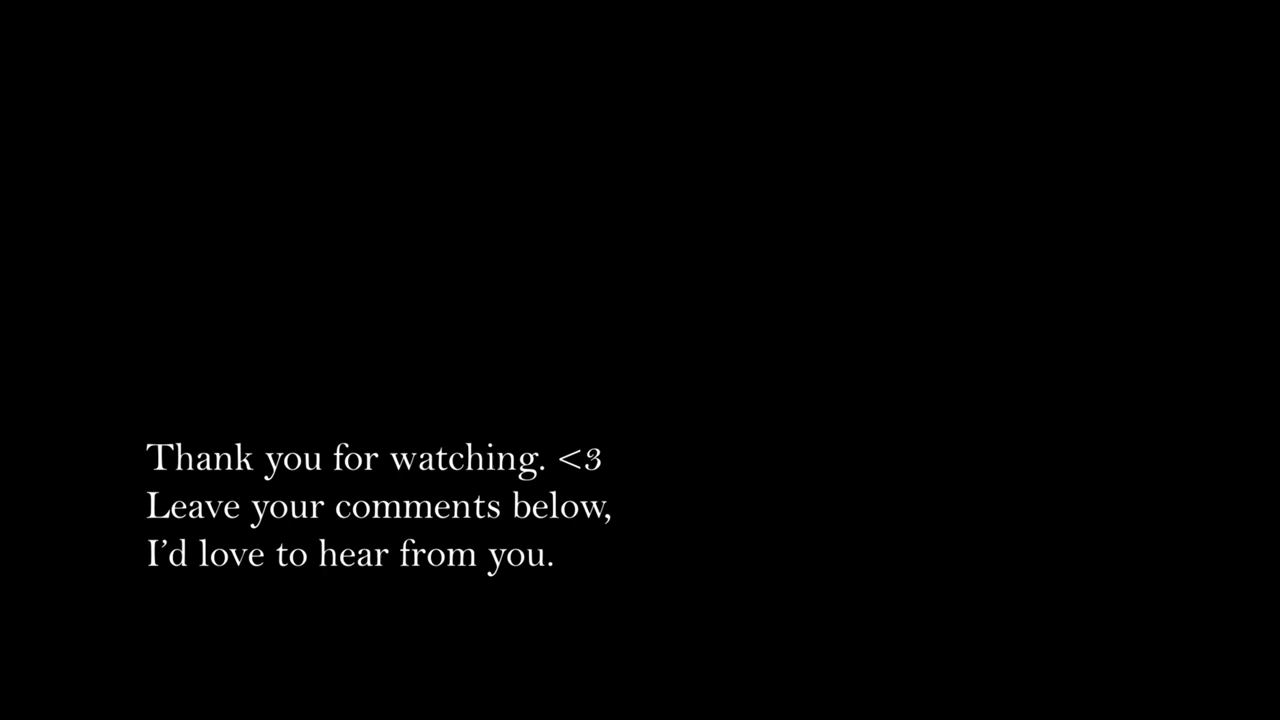 Thank you for watching. <3
Leave your comments below,
I’d love to hear from you.